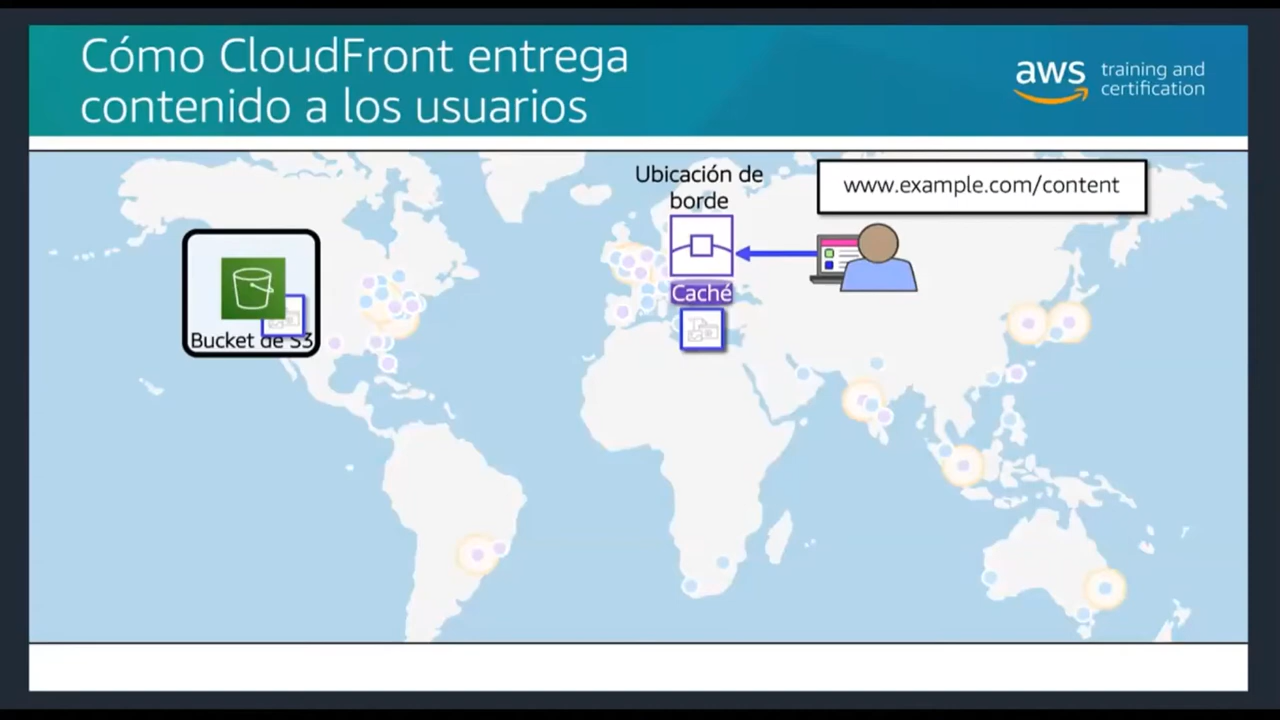 Cómo CloudFront entrega
contenido a los usuarios
aws training and
certification
Ubicación de
borde
www.example.com/content
Caché
Bucket de S3